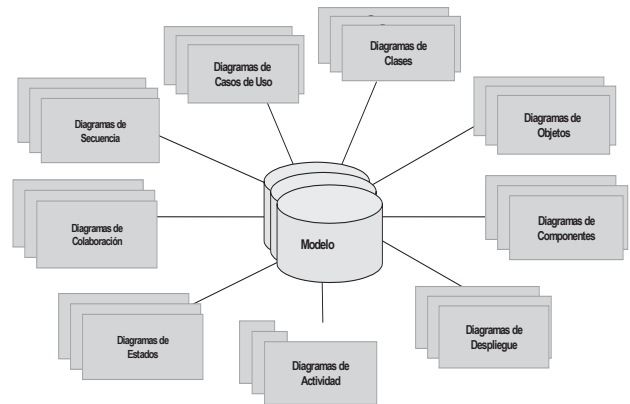 Diagramas de
Casos de Uso
Diagramas de
Clases
Diagramas de
Secuencia
Diagramas de
Objetos
Diagramas de
Colaboración
Modelo
Diagramas de
Componentes
Diagramas de
Estados
Diagramas de
Actividad
Diagramas de
Despliegue